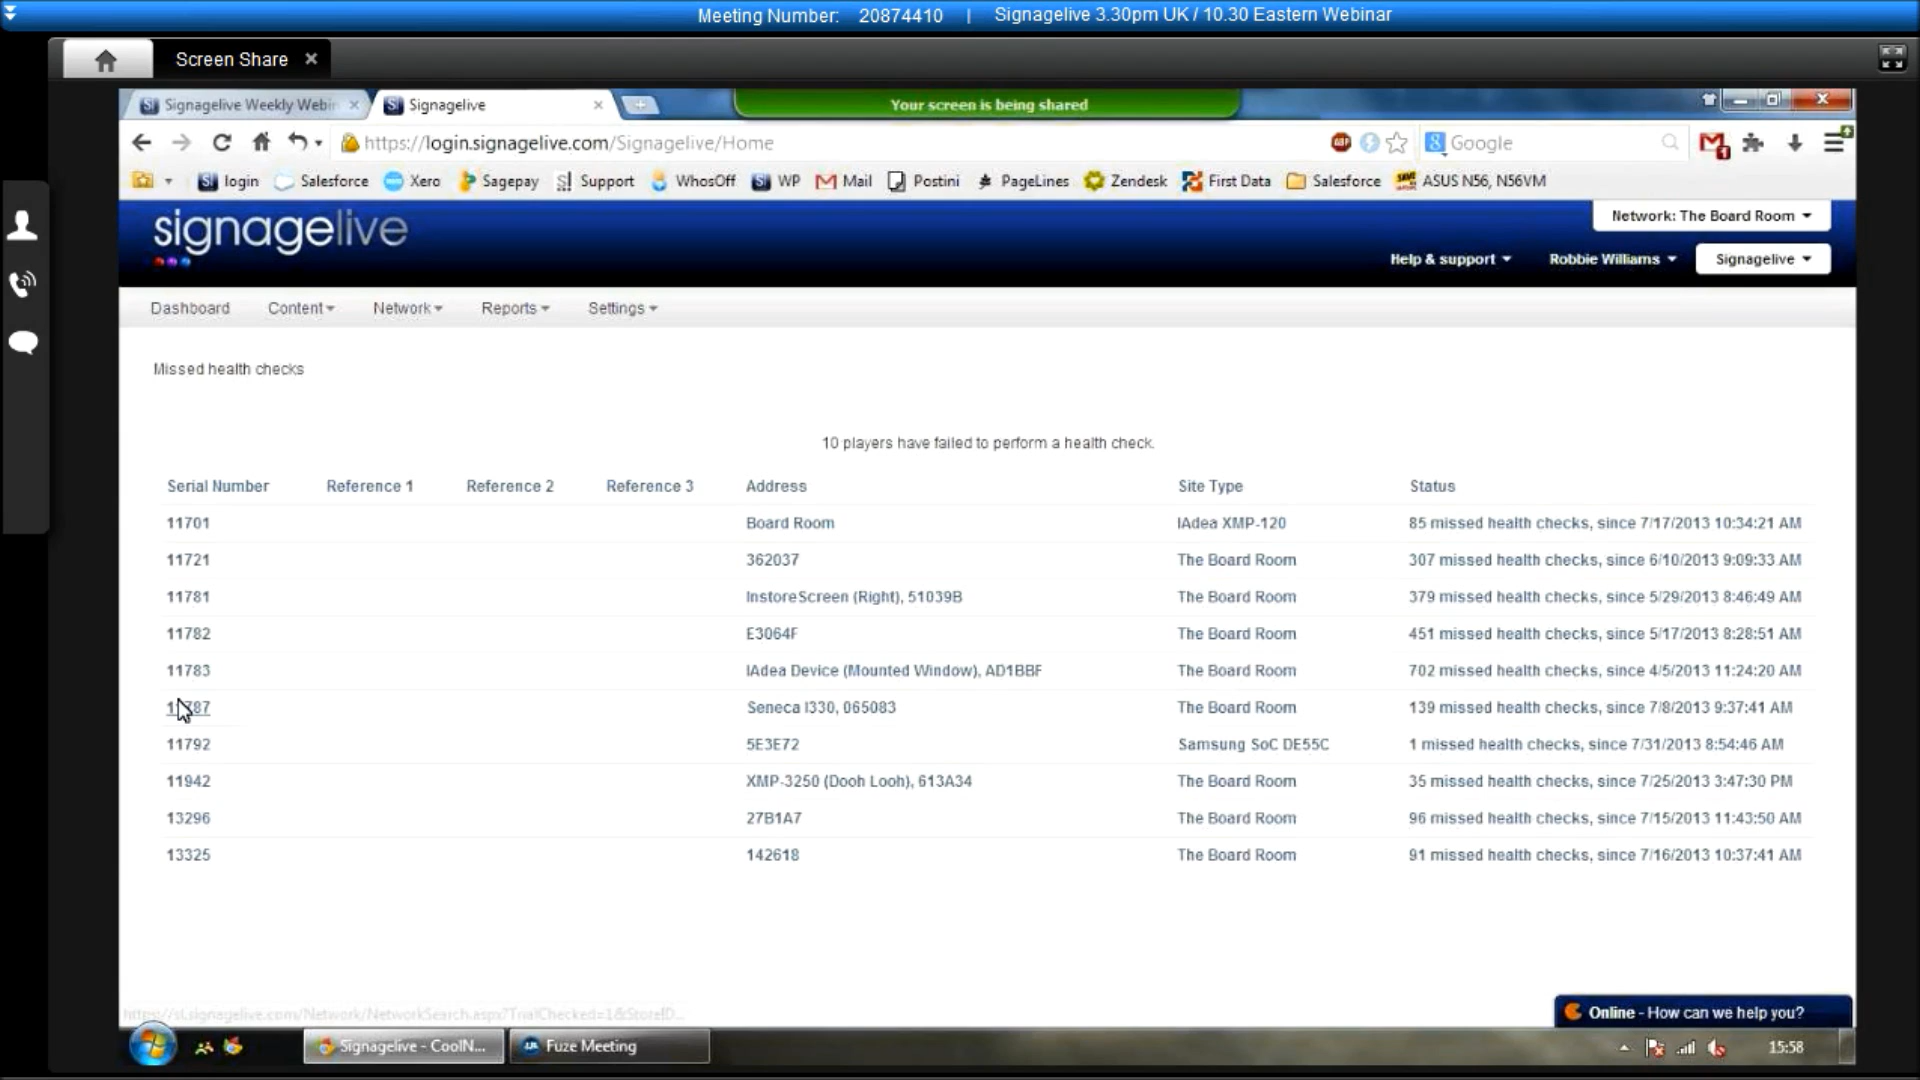 Meeting Number: 20874410 | Signagelive 3.30pm UK / 10.30 Eastern Webinar
Screen Share
Signagelive Weekly Webin
Signagelive
Your screen is being shared
https://login.signagelive.com/Signagelive/Home
Google
login Salesforce Xero Sagepay Support WhosOff WP Mail Postini PageLines Zendesk First Data Salesforce ASUS N56, N56VM
signagelive
Network: The Board Room
Help & support Robbie Williams Signagelive
Dashboard Content Network Reports Settings
Missed health checks
10 players have failed to perform a health check.
Serial Number Reference 1 Reference 2 Reference 3 Address Site Type Status
11701 Board Room IAdea XMP-120 85 missed health checks, since 7/17/2013 10:34:21 AM
11721 362037 The Board Room 307 missed health checks, since 6/10/2013 9:09:33 AM
11781 InstoreScreen (Right), 51039B The Board Room 379 missed health checks, since 5/29/2013 8:46:49 AM
11782 E3064F The Board Room 451 missed health checks, since 5/17/2013 8:28:51 AM
11783 IAdea Device (Mounted Window), AD1BBF The Board Room 702 missed health checks, since 4/5/2013 11:24:20 AM
Seneca I330, 065083 The Board Room 139 missed health checks, since 7/8/2013 9:37:41 AM
11792 5E3E72 Samsung SoC DE55C 1 missed health checks, since 7/31/2013 8:54:46 AM
11942 XMP-3250 (Dooh Looh), 613A34 The Board Room 35 missed health checks, since 7/25/2013 3:47:30 PM
13296 27B1A7 The Board Room 96 missed health checks, since 7/15/2013 11:43:50 AM
13325 142618 The Board Room 91 missed health checks, since 7/16/2013 10:37:41 AM
https://sl.signagelive.com/Network/NetworkSearch.aspx?TrialChecked=1&StoreID...
Online - How can we help you?
Signagelive - CoolN... Fuze Meeting 15:58